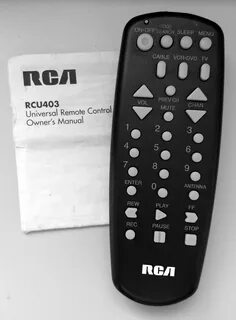 RCA
RCU403
Universal Remote Control
Owner's Manual
CODE
ON·OFF SEARCH SLEEP MENU
CABLE VCR·DVD TV
VOL PREV CH CHAN
MUTE
1 2 3
4 5 6
7 8 9
ENTER 0 ANTENNA
REW PLAY FF
REC PAUSE STOP
RCA